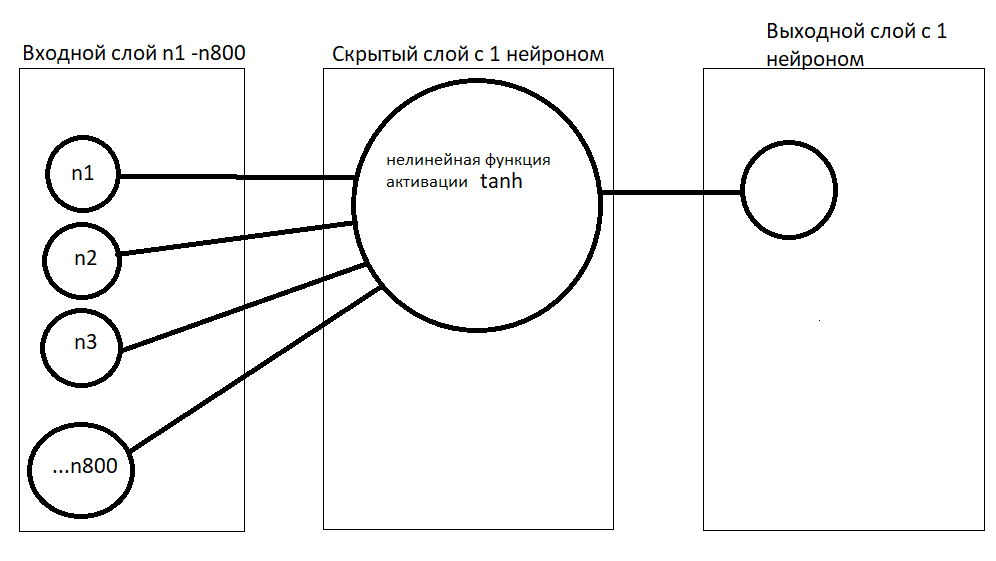 Входной слой n1 -n800
Скрытый слой с 1 нейроном
Выходной слой с 1
нейроном
n1
n2
n3
...n800
нелинейная функция
активации tanh